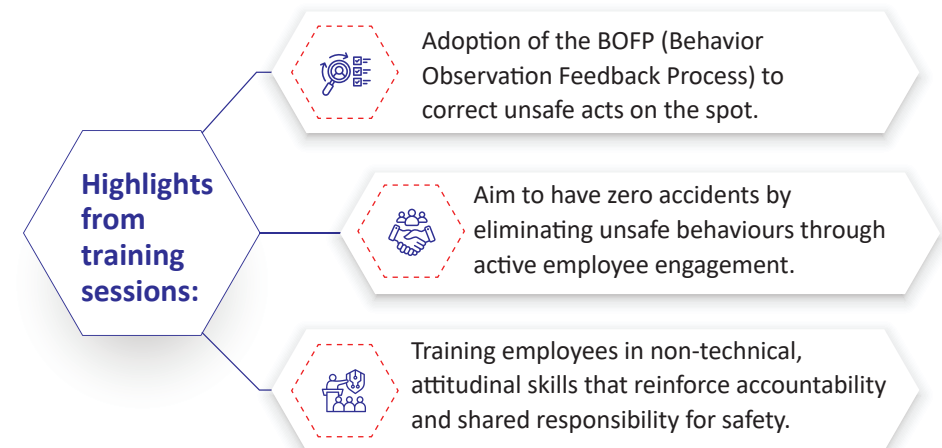 Highlights
from
training
sessions:
Adoption of the BOFP (Behavior
Observation Feedback Process) to
correct unsafe acts on the spot.
Aim to have zero accidents by
eliminating unsafe behaviours through
active employee engagement.
Training employees in non-technical,
attitudinal skills that reinforce accountability
and shared responsibility for safety.